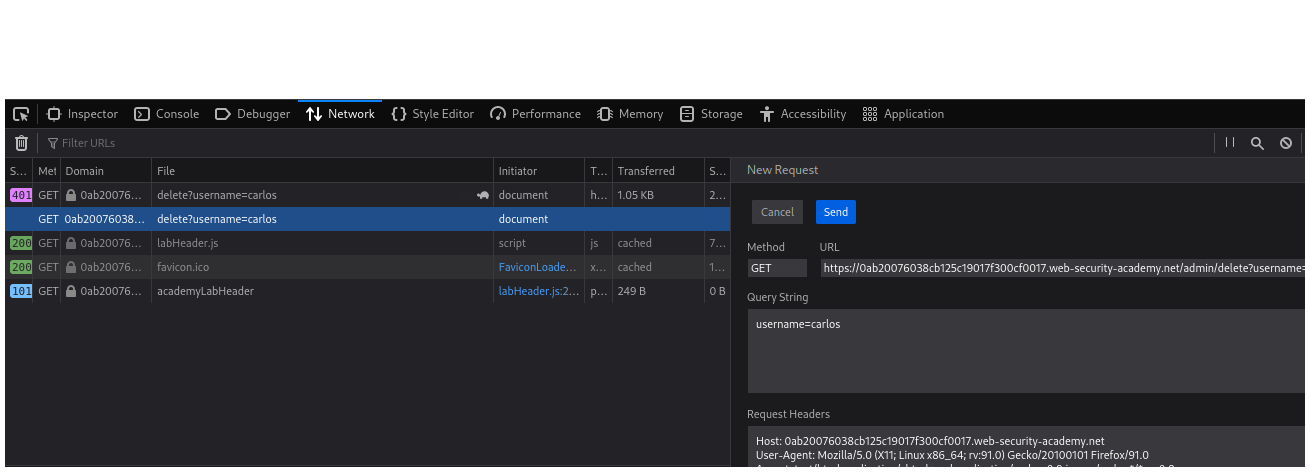 Inspector Console Debugger Network Style Editor Performance Memory Storage Accessibility Application
Filter URLs
S... Met Domain File Initiator T... Transferred S...
401 GET 0ab20076... delete?username=carlos document h... 1.05 KB 2...
GET 0ab20076038... delete?username=carlos document
200 GET 0ab20076... labHeader.js script js cached 7...
200 GET 0ab20076... favicon.ico FaviconLoade... x... cached 1...
101 GET 0ab20076... academyLabHeader labHeader.js:2... p... 249 B 0 B
New Request
Cancel Send
Method URL
GET https://0ab20076038cb125c19017f300cf0017.web-security-academy.net/admin/delete?username=
Query String
username=carlos
Request Headers
Host: 0ab20076038cb125c19017f300cf0017.web-security-academy.net
User-Agent: Mozilla/5.0 (X11; Linux x86_64; rv:91.0) Gecko/20100101 Firefox/91.0